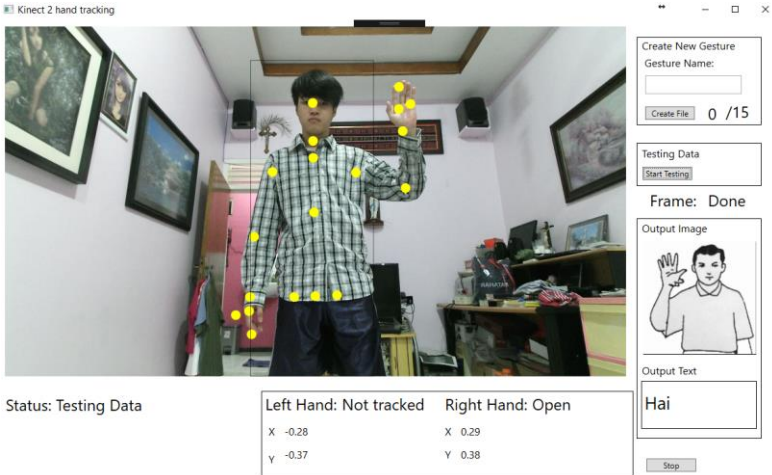 Kinect 2 hand tracking
Create New Gesture
Gesture Name:
Create File 0 /15
Testing Data
Start Testing
Frame: Done
Output Image
Output Text
Hai
Stop
Status: Testing Data
Left Hand: Not tracked Right Hand: Open
X -0.28 X 0.29
Y -0.37 Y 0.38